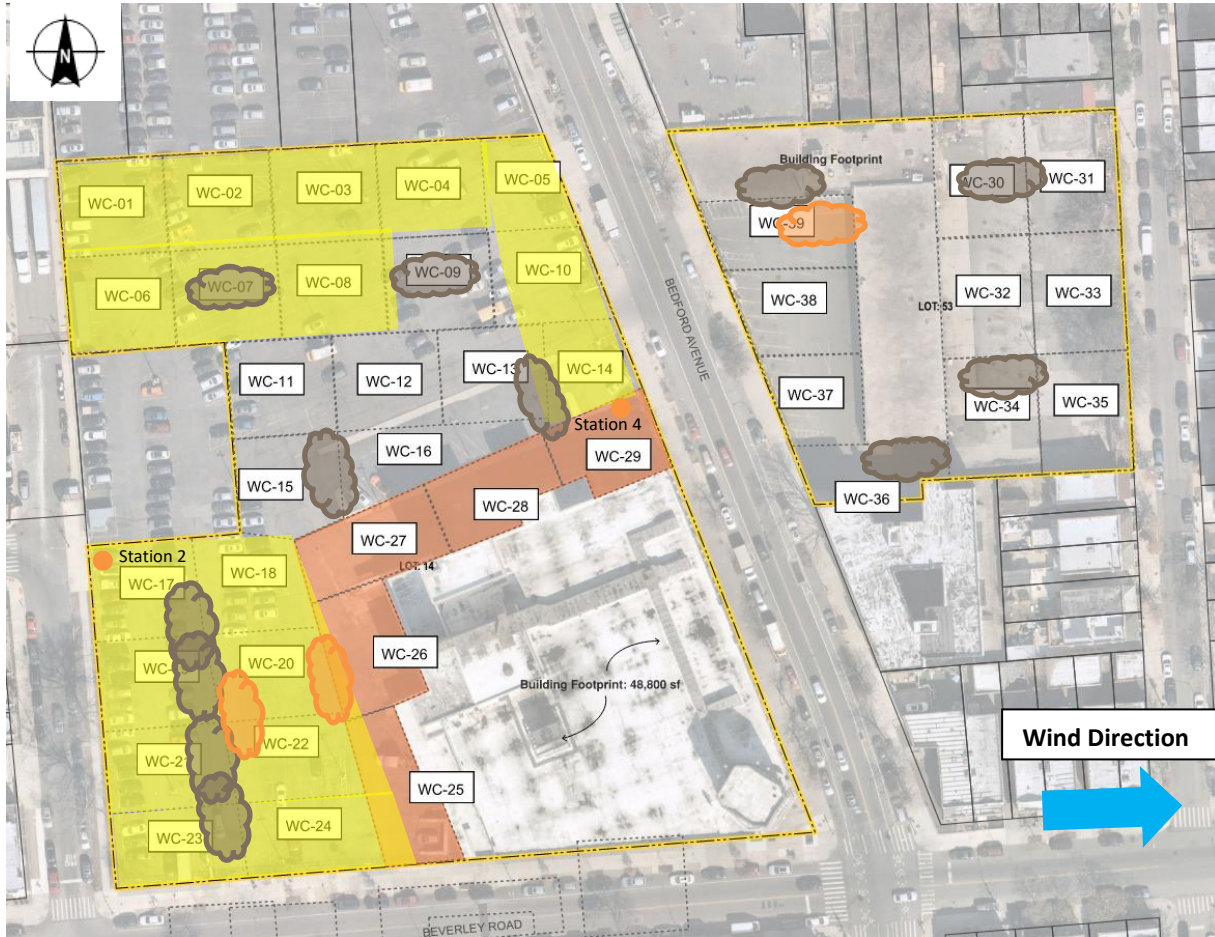 N
Building Footprint
WC-01
WC-02
WC-03
WC-04
WC-05
WC-30
WC-31
WC-39
WC-06
WC-07
WC-08
WC-09
WC-10
WC-38
WC-32
WC-33
LOT: 53
BEDFORD AVENUE
WC-11
WC-12
WC-13
WC-14
WC-37
WC-34
WC-35
Station 4
WC-15
WC-16
WC-29
WC-36
WC-28
WC-27
LOT: 14
Station 2
WC-17
WC-18
WC-20
WC-26
Building Footprint: 48,800 sf
WC-22
WC-21
WC-25
WC-23
WC-24
Wind Direction
BEVERLEY ROAD